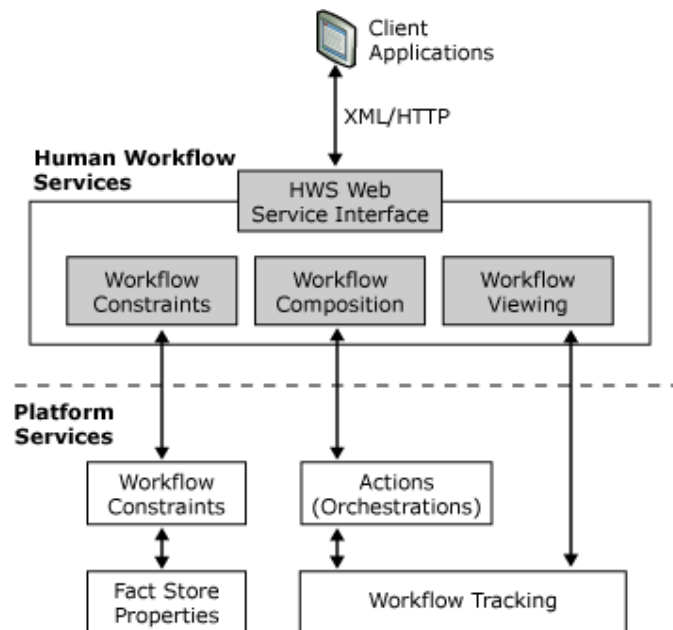 Client
Applications
XML/HTTP
Human Workflow
Services
HWS Web
Service Interface
Workflow
Constraints
Workflow
Composition
Workflow
Viewing
Platform
Services
Workflow
Constraints
Actions
(Orchestrations)
Fact Store
Properties
Workflow Tracking